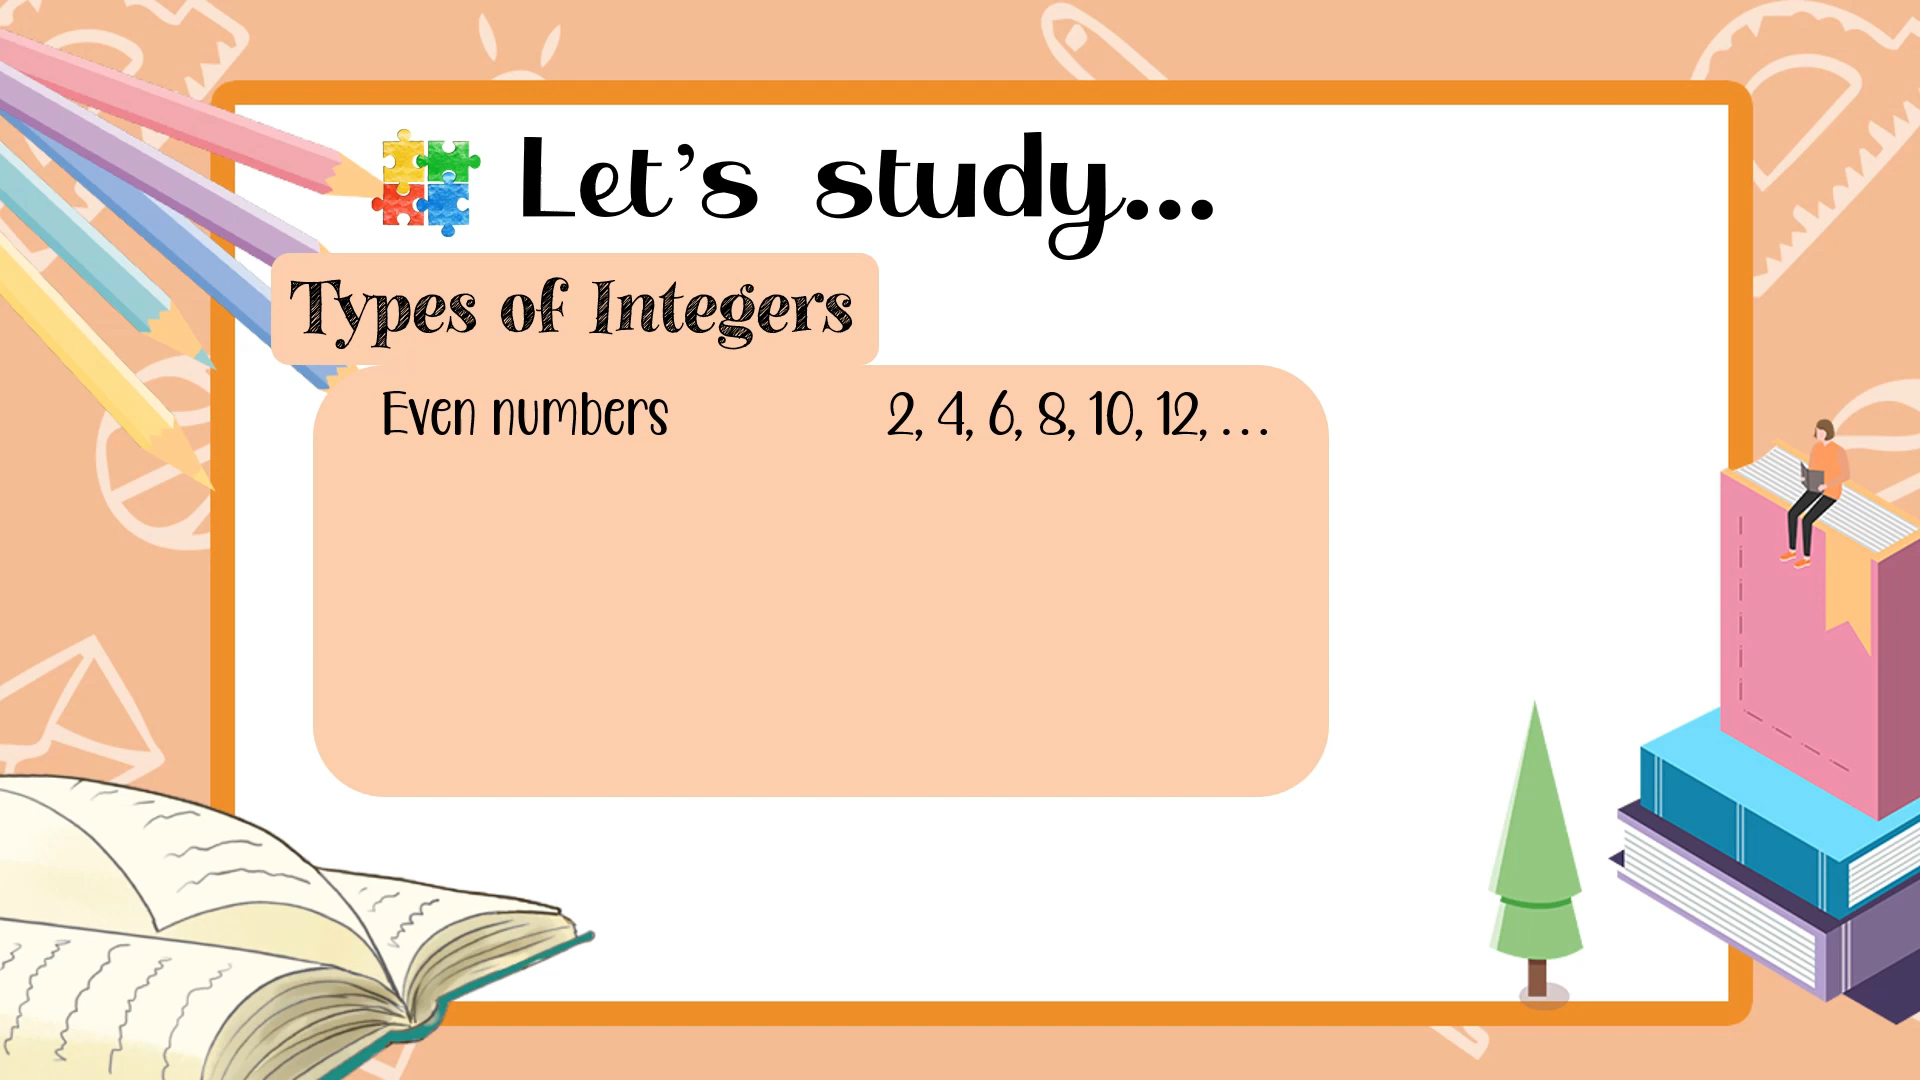 Let's study...
Types of Integers
Even numbers 2, 4, 6, 8, 10, 12, ...